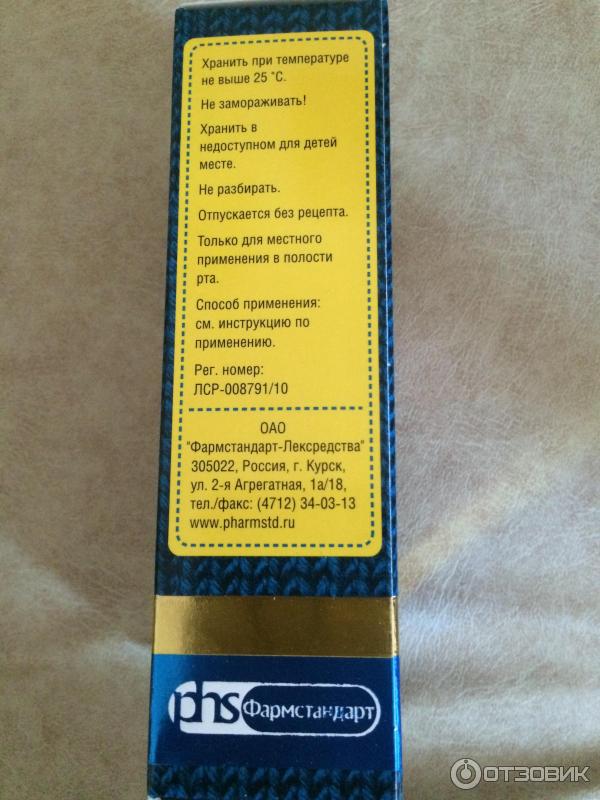 Хранить при температуре
не выше 25 °С.
Не замораживать!
Хранить в
недоступном для детей
месте.
Не разбирать.
Отпускается без рецепта.
Только для местного
применения в полости
рта.
Способ применения:
см. инструкцию по
применению.
Рег. номер:
ЛСР-008791/10
ОАО
"Фармстандарт-Лексредства"
305022, Россия, г. Курск,
ул. 2-я Агрегатная, 1а/18,
тел./факс: (4712) 34-03-13
www.pharmstd.ru
phs Фармстандарт
ОТЗОВИК